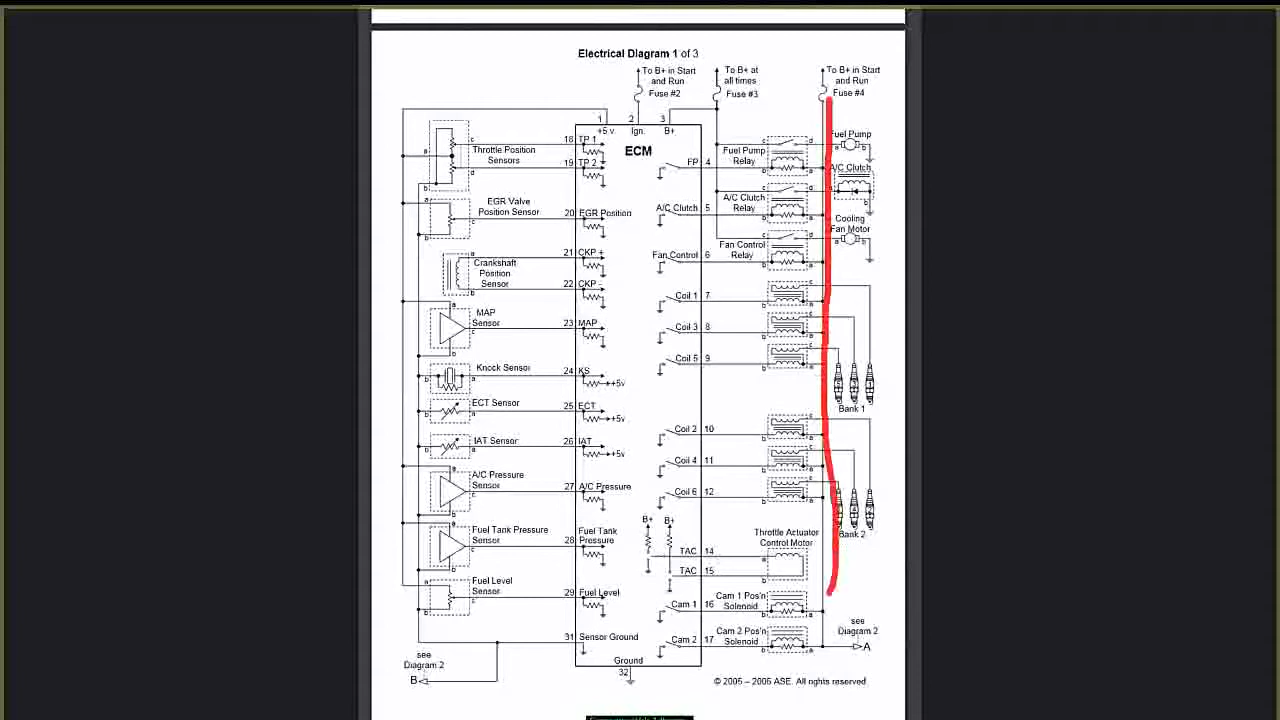 Electrical Diagram 1 of 3
To B+ in Start
and Run
Fuse #2
To B+ at
all times
Fuse #3
To B+ in Start
and Run
Fuse #4
1
+5 v.
2
Ign.
3
B+
ECM
a
c
d
b
Throttle Position
Sensors
18 TP 1
19 TP 2
EGR Valve
Position Sensor
a
c
b
20 EGR Position
Crankshaft
Position
Sensor
a
b
21 CKP +
22 CKP -
MAP
Sensor
a
c
b
23 MAP
Knock Sensor
b
a
24 KS
+5v
ECT Sensor
b
a
25 ECT
+5v
IAT Sensor
b
a
26 IAT
+5v
A/C Pressure
Sensor
a
c
b
27 A/C Pressure
Fuel Tank Pressure
Sensor
a
c
b
28 Fuel Tank
Pressure
Fuel Level
Sensor
a
c
b
29 Fuel Level
31 Sensor Ground
Ground
32
see
Diagram 2
B
FP 4
Fuel Pump
Relay
c d
b a
Fuel Pump
a b
A/C Clutch 5
A/C Clutch
Relay
c d
b a
A/C Clutch
b
Fan Control 6
Fan Control
Relay
c d
b a
Cooling
Fan Motor
a b
Coil 1 7
c
b a
Coil 3 8
c
b a
Coil 5 9
c
b a
Bank 1
Coil 2 10
c
b a
Coil 4 11
c
b a
Coil 6 12
c
b a
Bank 2
B+ B+
TAC 14
TAC 15
Throttle Actuator
Control Motor
a
b
Cam 1 16
Cam 1 Pos'n
Solenoid
b a
Cam 2 17
Cam 2 Pos'n
Solenoid
b a
see
Diagram 2
A
© 2005 – 2006 ASE. All rights reserved